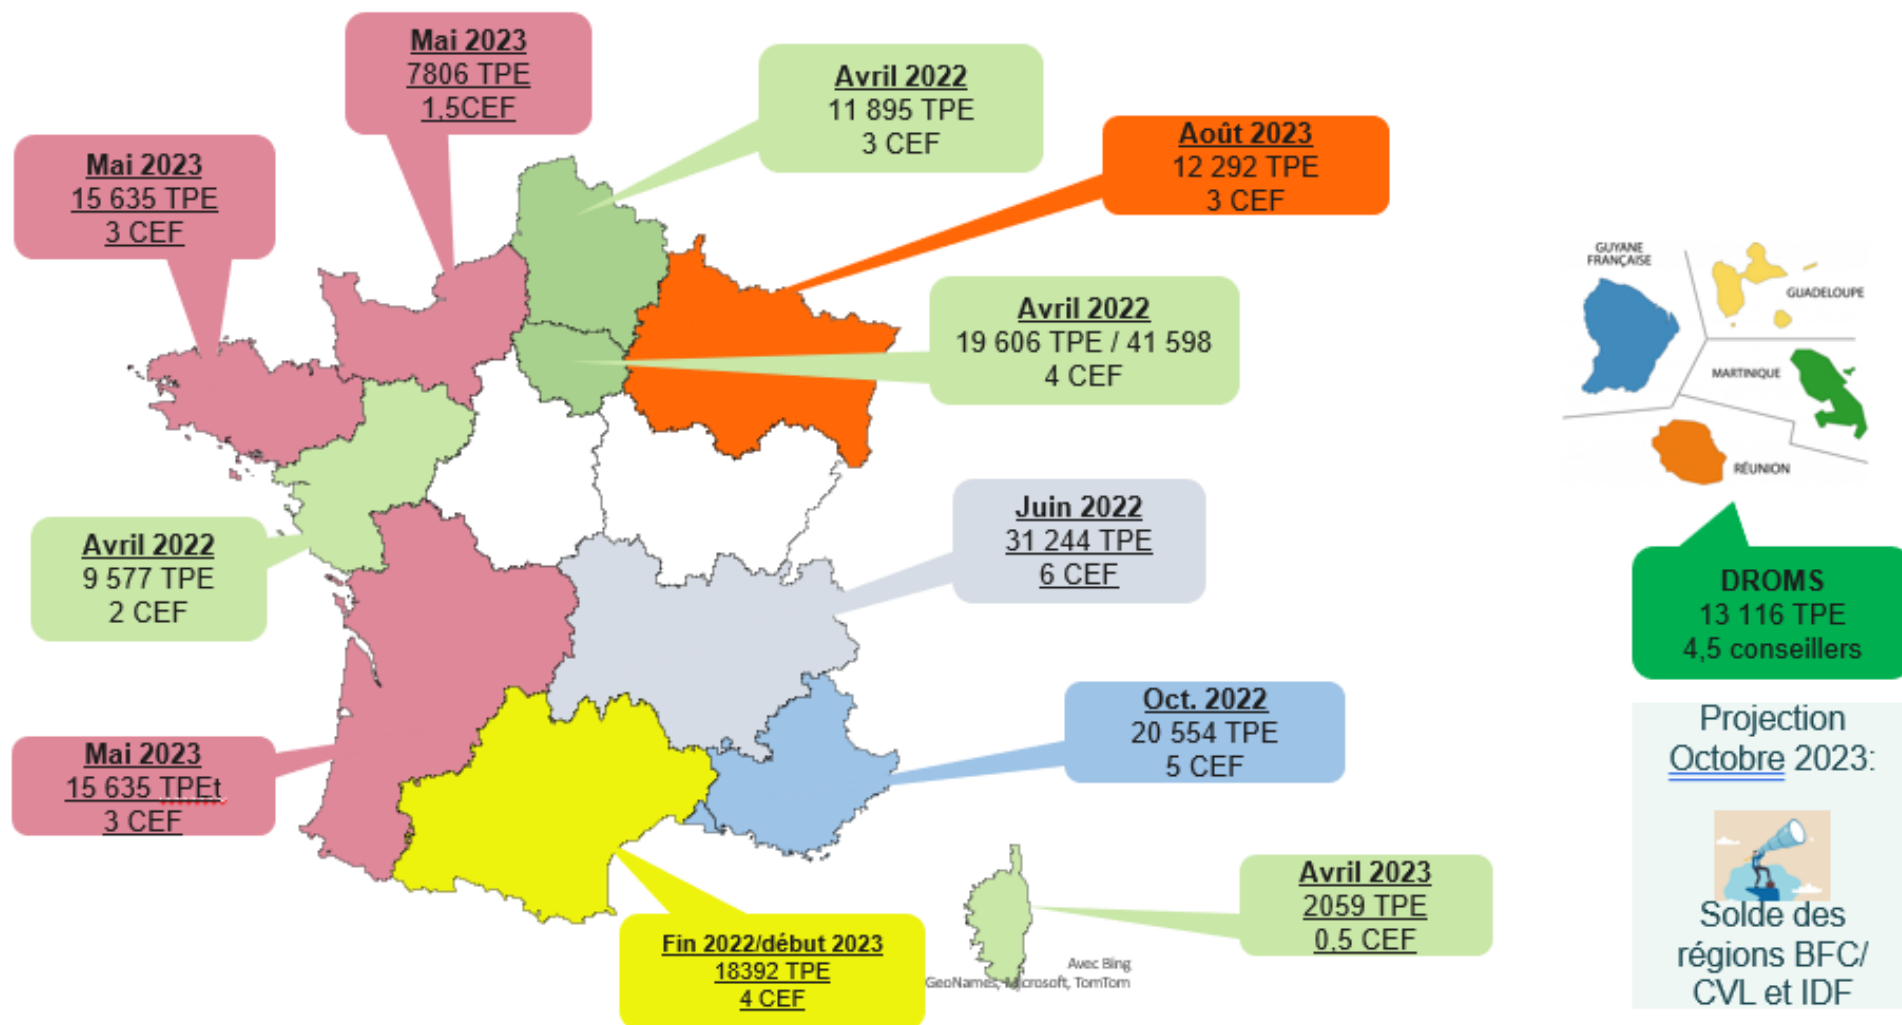 Mai 2023
7806 TPE
1,5CEF
Avril 2022
11 895 TPE
3 CEF
Août 2023
12 292 TPE
3 CEF
Mai 2023
15 635 TPE
3 CEF
Avril 2022
19 606 TPE / 41 598
4 CEF
GUYANE
FRANÇAISE
GUADELOUPE
MARTINIQUE
RÉUNION
Juin 2022
31 244 TPE
6 CEF
Avril 2022
9 577 TPE
2 CEF
DROMS
13 116 TPE
4,5 conseillers
Oct. 2022
20 554 TPE
5 CEF
Mai 2023
15 635 TPEt
3 CEF
Projection
Octobre 2023:
Solde des
régions BFC/
CVL et IDF
Avril 2023
2059 TPE
0,5 CEF
Fin 2022/début 2023
18392 TPE
4 CEF
Avec Bing
GeoNames, Microsoft, TomTom